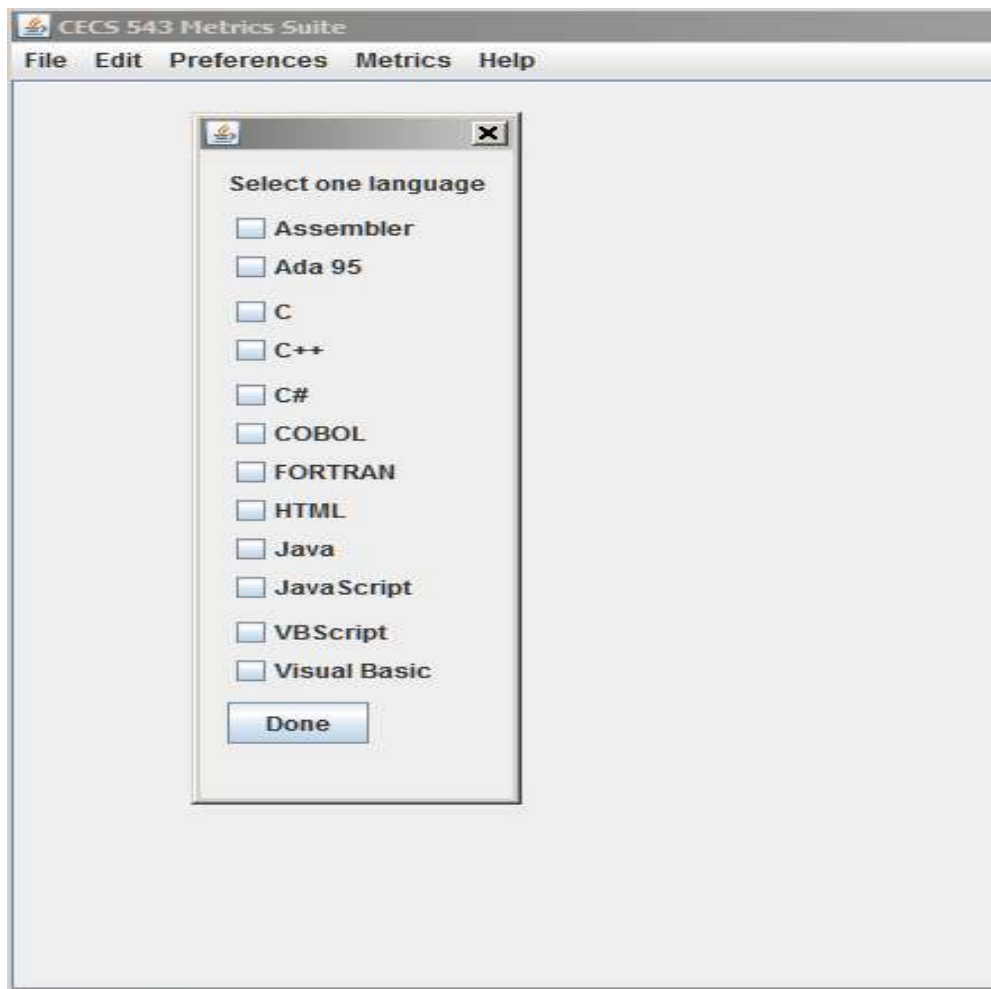 CECS 543 Metrics Suite
File Edit Preferences Metrics Help
Select one language
Assembler
Ada 95
C
C++
C#
COBOL
FORTRAN
HTML
Java
JavaScript
VBScript
Visual Basic
Done